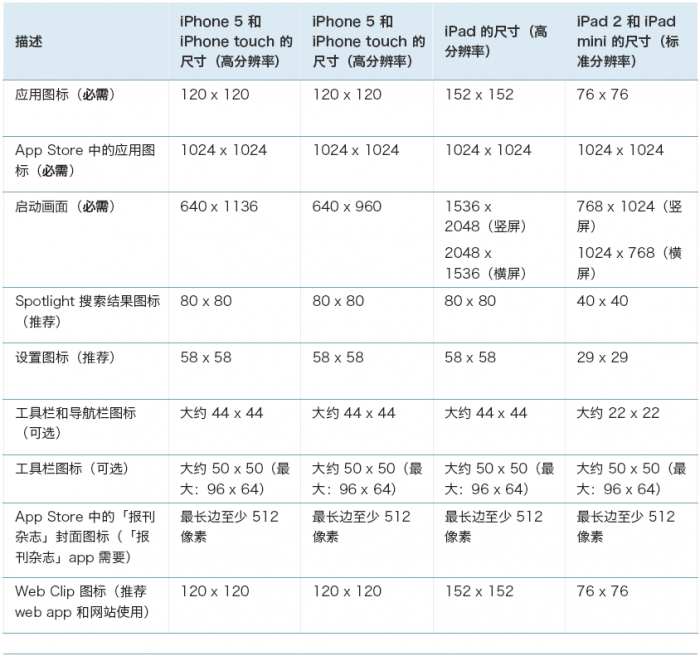 描述
iPhone 5 和
iPhone touch 的
尺寸（高分辨率）
iPhone 5 和
iPhone touch 的
尺寸（高分辨率）
iPad 的尺寸（高
分辨率）
iPad 2 和 iPad
mini 的尺寸（标
准分辨率）
应用图标（必需）
120 x 120
120 x 120
152 x 152
76 x 76
App Store 中的应用图
标（必需）
1024 x 1024
1024 x 1024
1024 x 1024
1024 x 1024
启动画面（必需）
640 x 1136
640 x 960
1536 x
2048（竖屏）
2048 x
1536（横屏）
768 x 1024（竖
屏）
1024 x 768（横
屏）
Spotlight 搜索结果图标
（推荐）
80 x 80
80 x 80
80 x 80
40 x 40
设置图标（推荐）
58 x 58
58 x 58
58 x 58
29 x 29
工具栏和导航栏图标
（可选）
大约 44 x 44
大约 44 x 44
大约 44 x 44
大约 22 x 22
工具栏图标（可选）
大约 50 x 50（最
大：96 x 64）
大约 50 x 50（最
大：96 x 64）
大约 50 x 50（最
大：96 x 64）
大约 50 x 50（最
大：96 x 64）
App Store 中的「报刊
杂志」封面图标（「报
刊杂志」app 需要）
最长边至少 512
像素
最长边至少 512
像素
最长边至少 512
像素
最长边至少 512
像素
Web Clip 图标（推荐
web app 和网站使用）
120 x 120
120 x 120
152 x 152
76 x 76